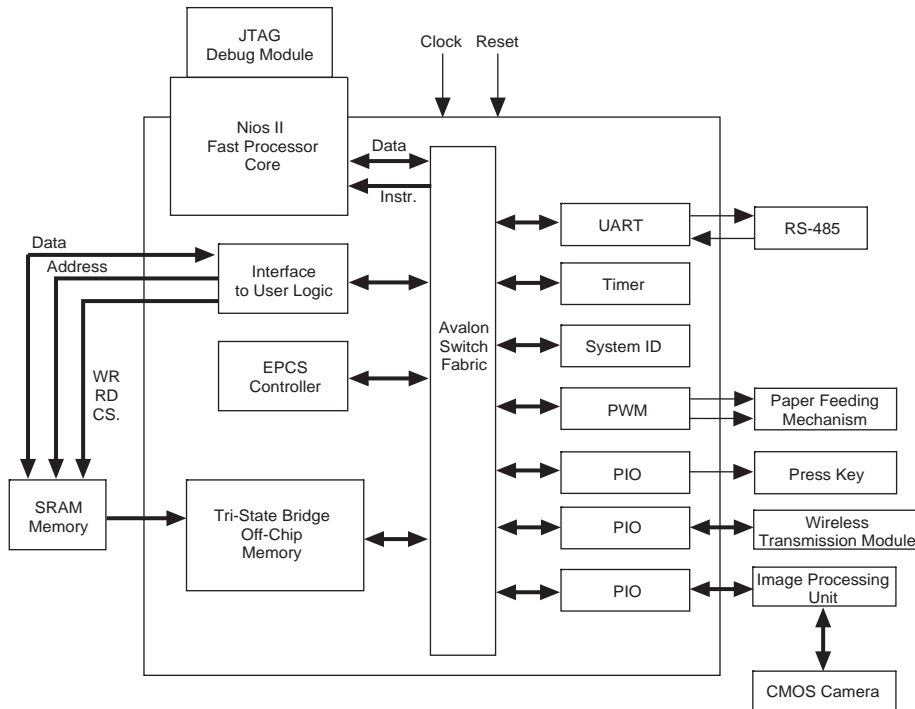 JTAG
Debug Module
Clock
Reset
Nios II
Fast Processor
Core
Data
Instr.
Data
Address
Interface
to User Logic
EPCS
Controller
WR
RD
CS.
SRAM
Memory
Tri-State Bridge
Off-Chip
Memory
Avalon
Switch
Fabric
UART
RS-485
Timer
System ID
PWM
Paper Feeding
Mechanism
PIO
Press Key
PIO
Wireless
Transmission Module
PIO
Image Processing
Unit
CMOS Camera